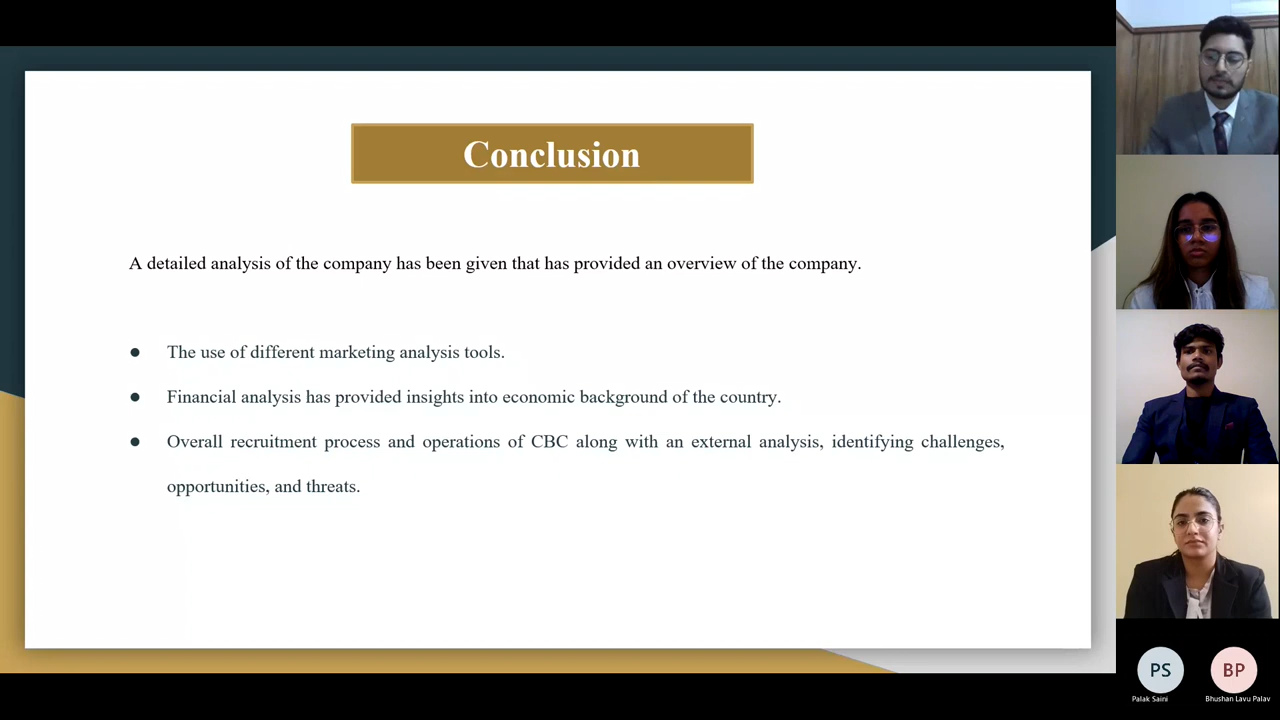 Conclusion
A detailed analysis of the company has been given that has provided an overview of the company.
● The use of different marketing analysis tools.
● Financial analysis has provided insights into economic background of the country.
● Overall recruitment process and operations of CBC along with an external analysis, identifying challenges,
opportunities, and threats.
PS
BP
Palak Saini
Bhushan Lavu Palav